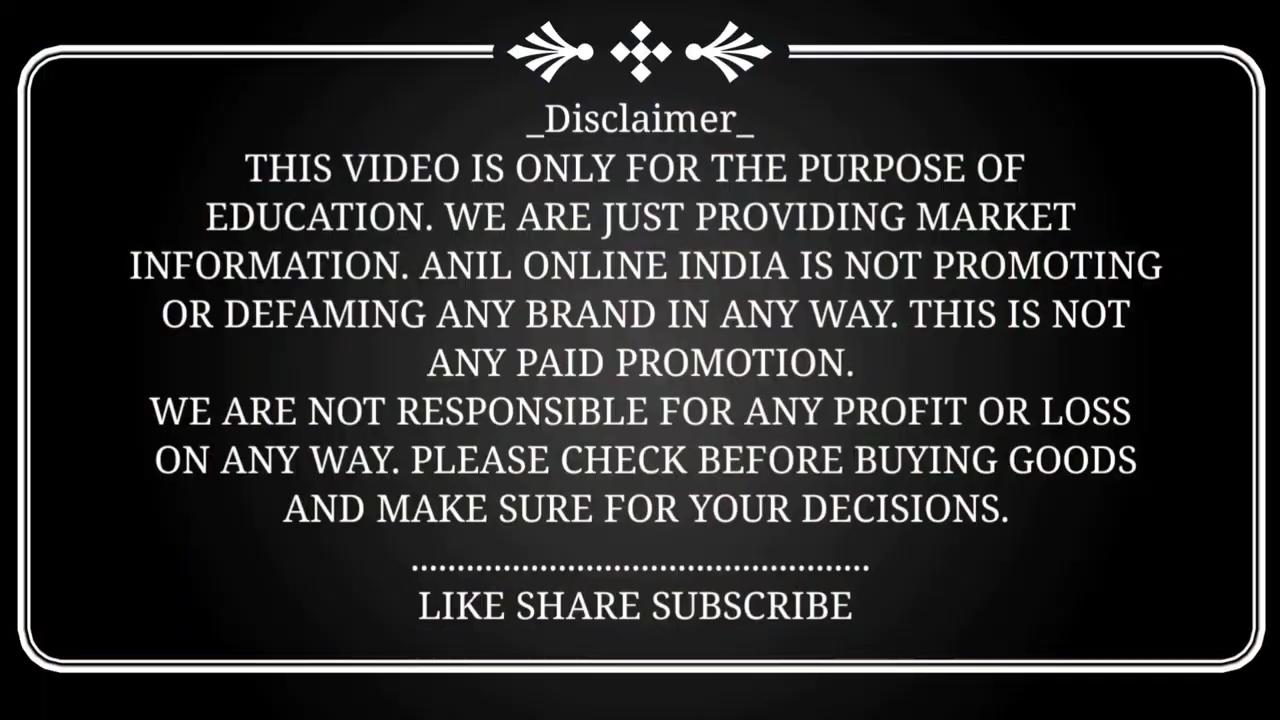 _Disclaimer_
THIS VIDEO IS ONLY FOR THE PURPOSE OF
EDUCATION. WE ARE JUST PROVIDING MARKET
INFORMATION. ANIL ONLINE INDIA IS NOT PROMOTING
OR DEFAMING ANY BRAND IN ANY WAY. THIS IS NOT
ANY PAID PROMOTION.
WE ARE NOT RESPONSIBLE FOR ANY PROFIT OR LOSS
ON ANY WAY. PLEASE CHECK BEFORE BUYING GOODS
AND MAKE SURE FOR YOUR DECISIONS.
..................................................
LIKE SHARE SUBSCRIBE